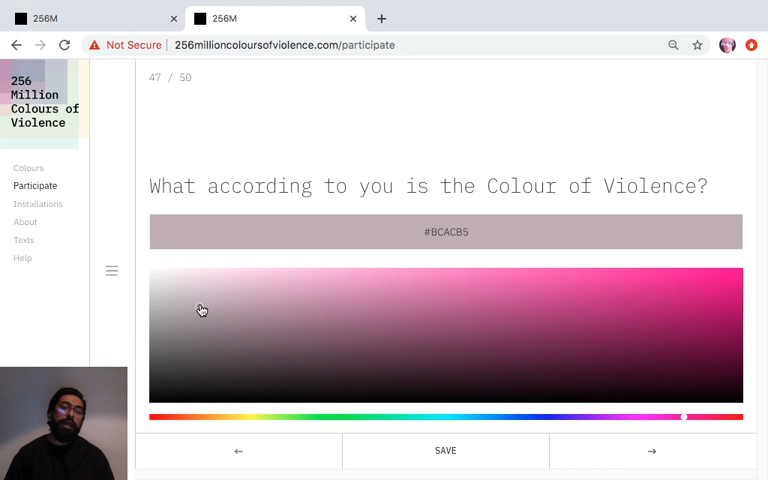 256M
256M
Not Secure
256millioncoloursofviolence.com/participate
256
Million
Colours of
Violence
47 / 50
Colours
Participate
Installations
About
Texts
Help
What according to you is the Colour of Violence?
#BCACB5
← SAVE →